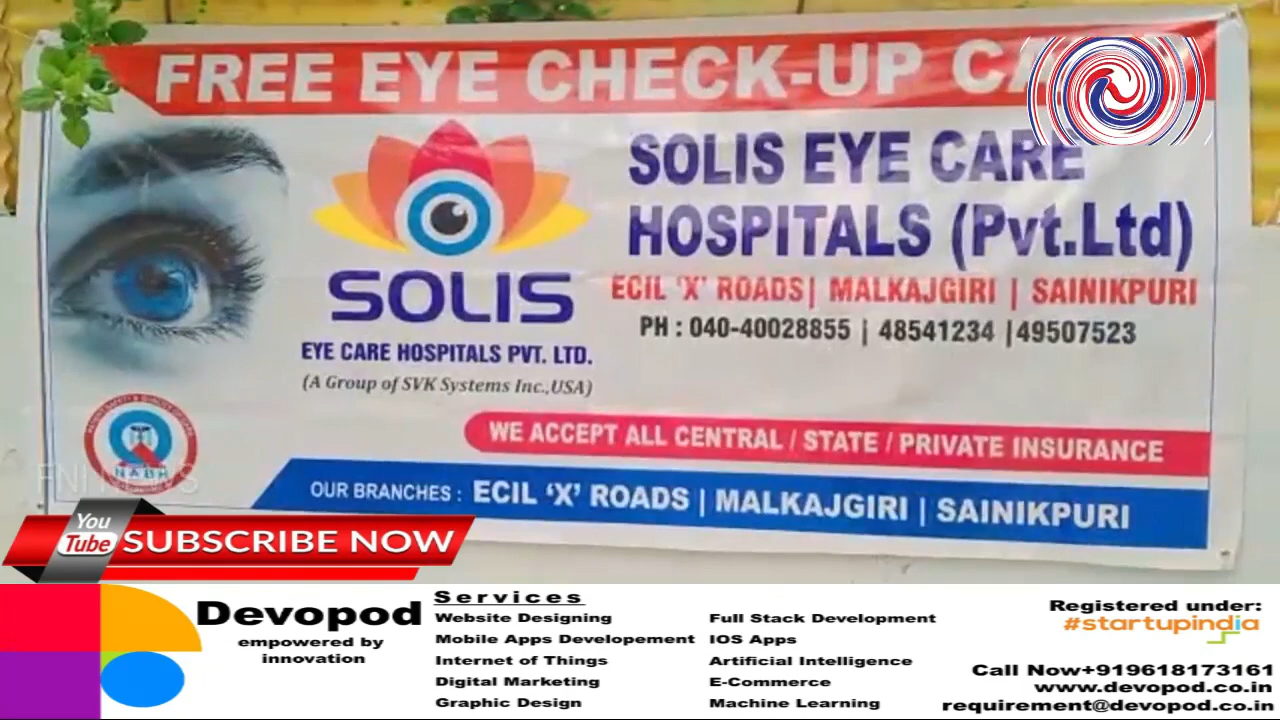 FREE EYE CHECK-UP
SOLIS EYE CARE
HOSPITALS (Pvt.Ltd)
ECIL 'X' ROADS| MALKAJGIRI | SAINIKPURI
PH : 040-40028855 | 48541234 |49507523
SOLIS
EYE CARE HOSPITALS PVT. LTD.
(A Group of SVK Systems Inc.,USA)
NABH
FNI NEWS
WE ACCEPT ALL CENTRAL / STATE / PRIVATE INSURANCE
OUR BRANCHES : ECIL 'X' ROADS | MALKAJGIRI | SAINIKPURI
You
Tube
SUBSCRIBE NOW
Devopod
empowered by
innovation
Services
Website Designing
Mobile Apps Developement
Internet of Things
Digital Marketing
Graphic Design
Full Stack Development
IOS Apps
Artificial Intelligence
E-Commerce
Machine Learning
Registered under:
#startupindia
Call Now+919618173161
www.devopod.co.in
requirement@devopod.co.in